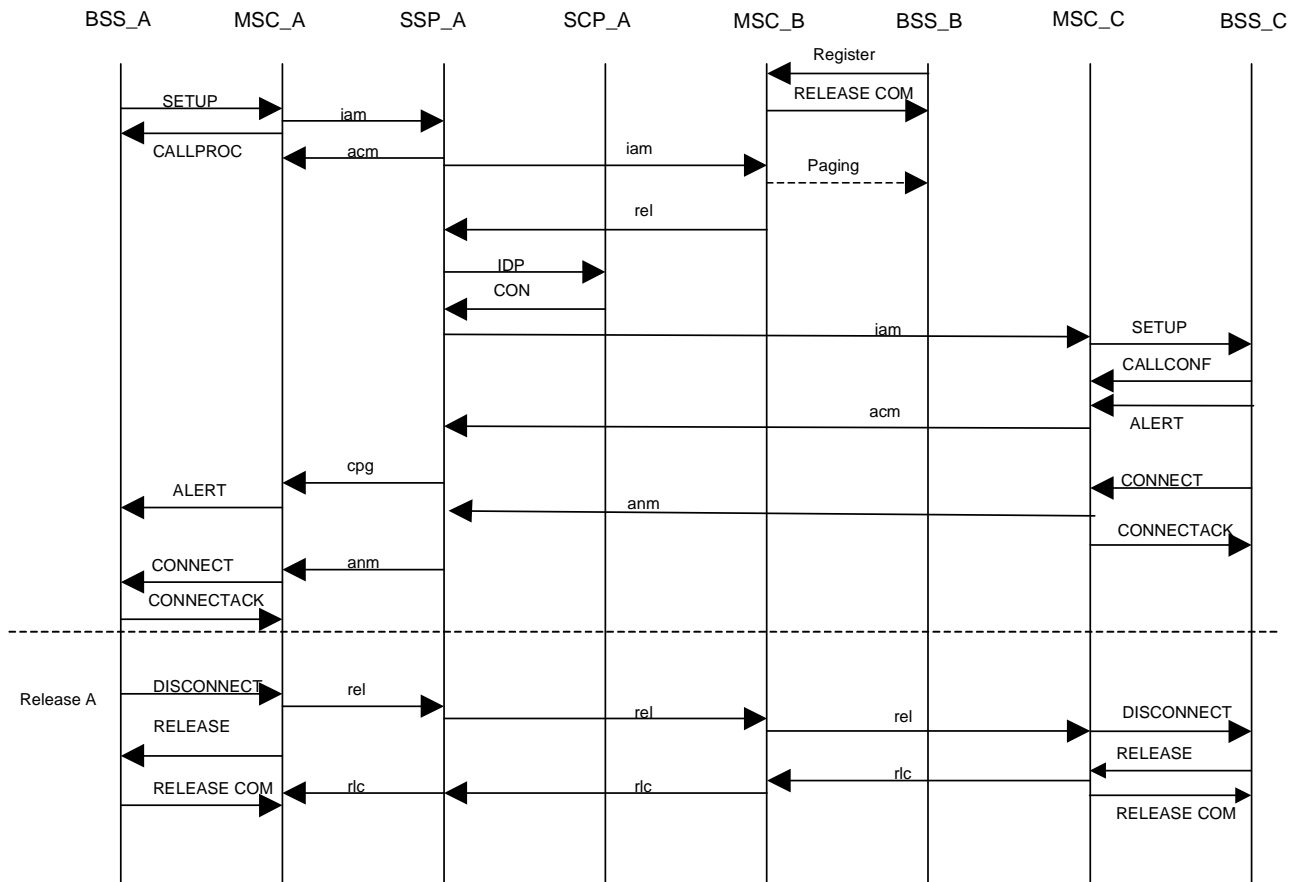 BSS_A MSC_A SSP_A SCP_A MSC_B BSS_B MSC_C BSS_C
Register
SETUP
RELEASE COM
iam
CALLPROC
acm
iam
Paging
rel
IDP
CON
iam
SETUP
CALLCONF
acm
ALERT
cpg
CONNECT
ALERT
anm
CONNECTACK
CONNECT
anm
CONNECTACK
Release A
DISCONNECT
rel
rel
rel
DISCONNECT
RELEASE
RELEASE
rlc
RELEASE COM
rlc
rlc
RELEASE COM